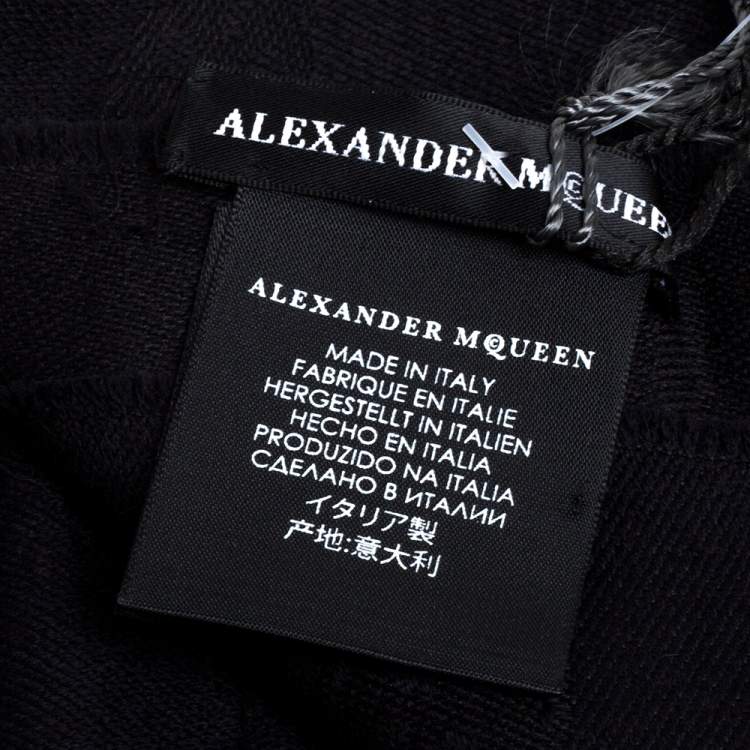 ALEXANDER McQUEEN
ALEXANDER McQUEEN
MADE IN ITALY
FABRIQUE EN ITALIE
HERGESTELLT IN ITALIEN
HECHO EN ITALIA
PRODUZIDO NA ITALIA
СДЕЛАНО В ИТАЛИИ
イタリア製
产地:意大利